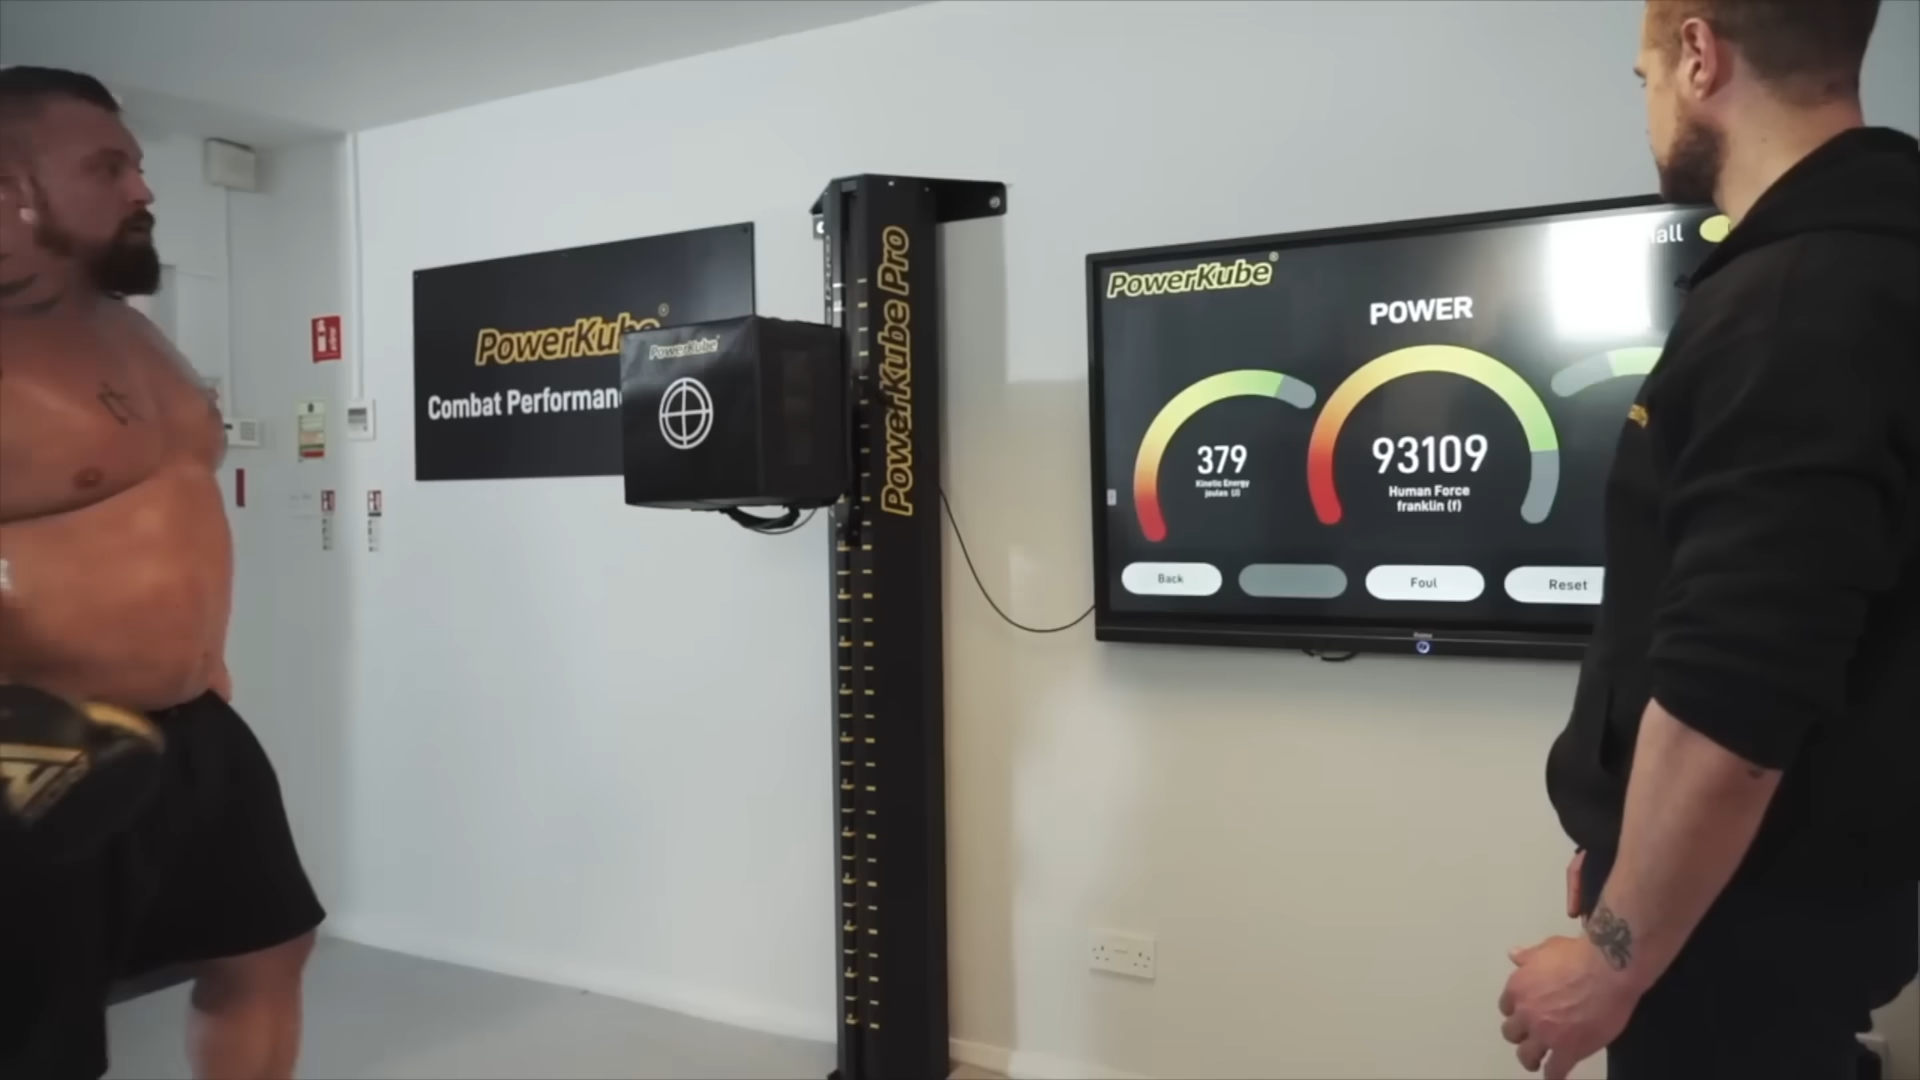 PowerKube®
Combat Performan
PowerKube
PowerKube Pro
PowerKube®
all
POWER
379
Kinetic Energy
joules (J)
93109
Human Force
franklin (f)
Back
Foul
Reset